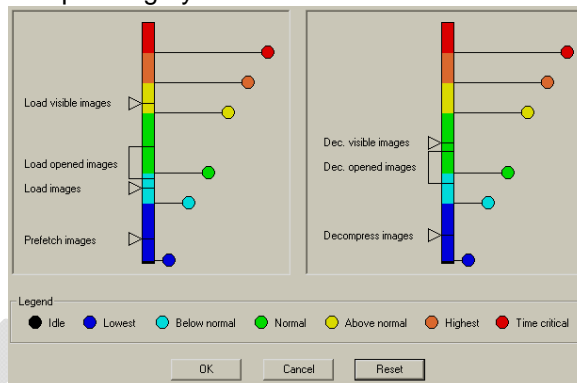 Load visible images
Load opened images
Load images
Prefetch images
Dec. visible images
Dec. opened images
Decompress images
Legend
Idle
Lowest
Below normal
Normal
Above normal
Highest
Time critical
OK
Cancel
Reset